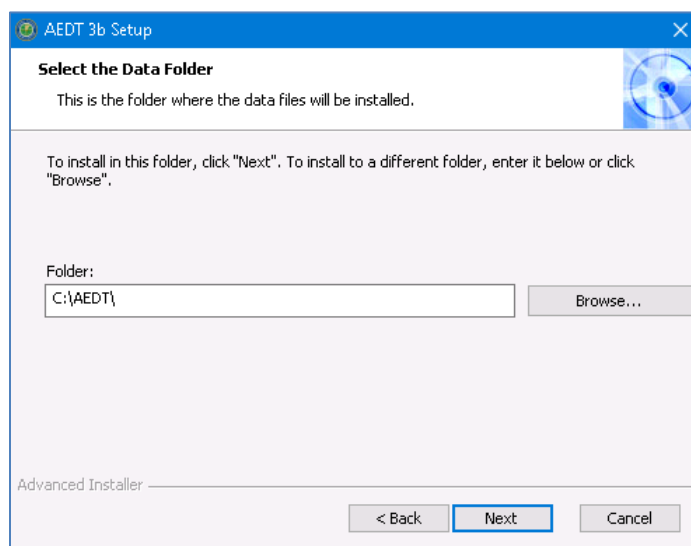 AEDT 3b Setup
Select the Data Folder
This is the folder where the data files will be installed.
To install in this folder, click "Next". To install to a different folder, enter it below or click
"Browse".
Folder:
C:\AEDT\
Browse...
Advanced Installer
< Back
Next
Cancel